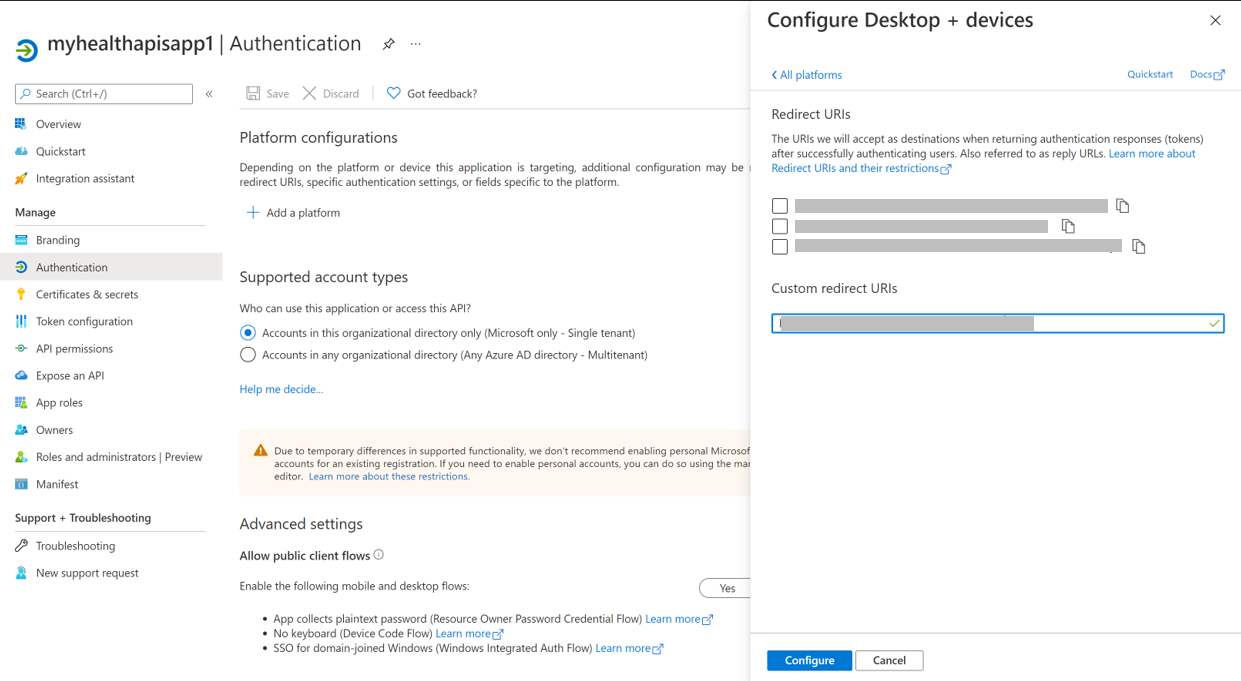 myhealthapisapp1 | Authentication
Search (Ctrl+/)
Overview
Quickstart
Integration assistant
Manage
Branding
Authentication
Certificates & secrets
Token configuration
API permissions
Expose an API
App roles
Owners
Roles and administrators | Preview
Manifest
Support + Troubleshooting
Troubleshooting
New support request
Save
Discard
Got feedback?
Platform configurations
Depending on the platform or device this application is targeting, additional configuration may be
redirect URIs, specific authentication settings, or fields specific to the platform.
Add a platform
Supported account types
Who can use this application or access this API?
Accounts in this organizational directory only (Microsoft only - Single tenant)
Accounts in any organizational directory (Any Azure AD directory - Multitenant)
Help me decide...
Due to temporary differences in supported functionality, we don't recommend enabling personal Microsof
accounts for an existing registration. If you need to enable personal accounts, you can do so using the
editor. Learn more about these restrictions.
Advanced settings
Allow public client flows
Enable the following mobile and desktop flows:
Yes
• App collects plaintext password (Resource Owner Password Credential Flow) Learn more
• No keyboard (Device Code Flow) Learn more
• SSO for domain-joined Windows (Windows Integrated Auth Flow) Learn more
Configure Desktop + devices
All platforms
Quickstart
Docs
Redirect URIs
The URIs we will accept as destinations when returning authentication responses (tokens)
after successfully authenticating users. Also referred to as reply URLs. Learn more about
Redirect URIs and their restrictions
Custom redirect URIs
Configure
Cancel